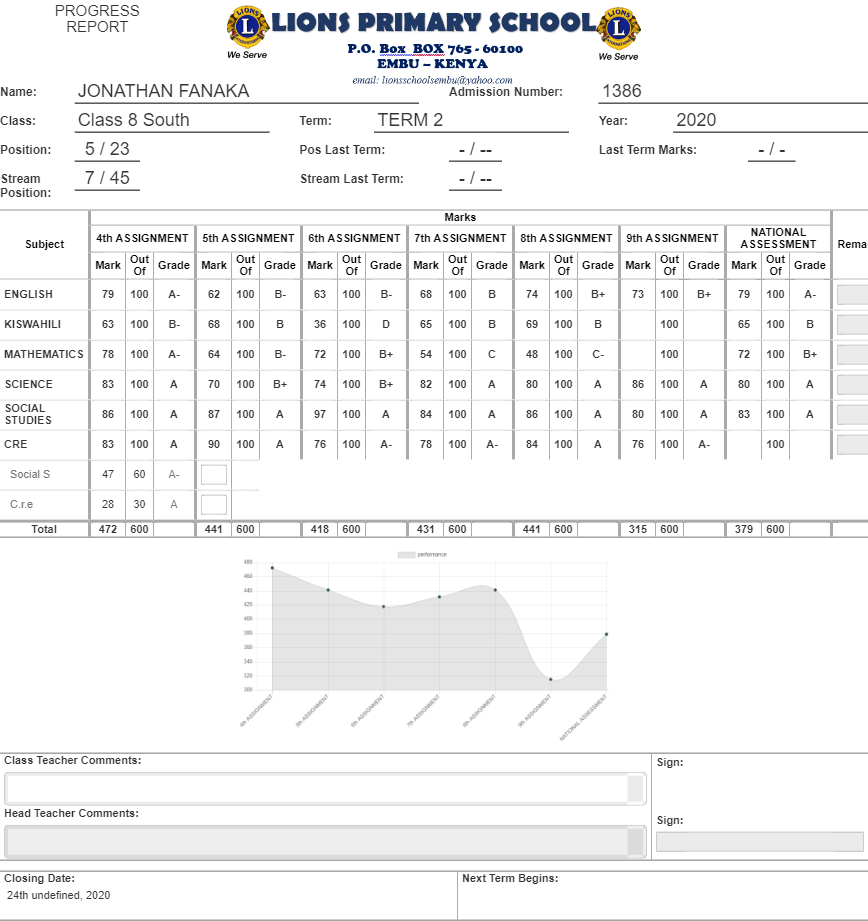 PROGRESS
REPORT
LIONS PRIMARY SCHOOL
P.O. Box BOX 765 - 60100
EMBU – KENYA
We Serve
We Serve
email: lionsschoolsembu@yahoo.com
Name: JONATHAN FANAKA Admission Number: 1386
Class: Class 8 South Term: TERM 2 Year: 2020
Position: 5 / 23 Pos Last Term: - / -- Last Term Marks: - / -
Stream Position: 7 / 45 Stream Last Term: - / --
Marks
Subject 4th ASSIGNMENT 5th ASSIGNMENT 6th ASSIGNMENT 7th ASSIGNMENT 8th ASSIGNMENT 9th ASSIGNMENT NATIONAL ASSESSMENT Rema
Mark Out Of Grade Mark Out Of Grade Mark Out Of Grade Mark Out Of Grade Mark Out Of Grade Mark Out Of Grade Mark Out Of Grade
ENGLISH 79 100 A- 62 100 B- 63 100 B- 68 100 B 74 100 B+ 73 100 B+ 79 100 A-
KISWAHILI 63 100 B- 68 100 B 36 100 D 65 100 B 69 100 B 100 65 100 B
MATHEMATICS 78 100 A- 64 100 B- 72 100 B+ 54 100 C 48 100 C- 100 72 100 B+
SCIENCE 83 100 A 70 100 B+ 74 100 B+ 82 100 A 80 100 A 86 100 A 80 100 A
SOCIAL STUDIES 86 100 A 87 100 A 97 100 A 84 100 A 86 100 A 80 100 A 83 100 A
CRE 83 100 A 90 100 A 76 100 A- 78 100 A- 84 100 A 76 100 A- 100
Social S 47 60 A-
C.r.e 28 30 A
Total 472 600 441 600 418 600 431 600 441 600 315 600 379 600
performance
480
460
440
420
400
380
360
340
320
300
4th ASSIGNMENT 5th ASSIGNMENT 6th ASSIGNMENT 7th ASSIGNMENT 8th ASSIGNMENT 9th ASSIGNMENT NATIONAL ASSESSMENT
Class Teacher Comments: Sign:
Head Teacher Comments: Sign:
Closing Date: Next Term Begins:
24th undefined, 2020